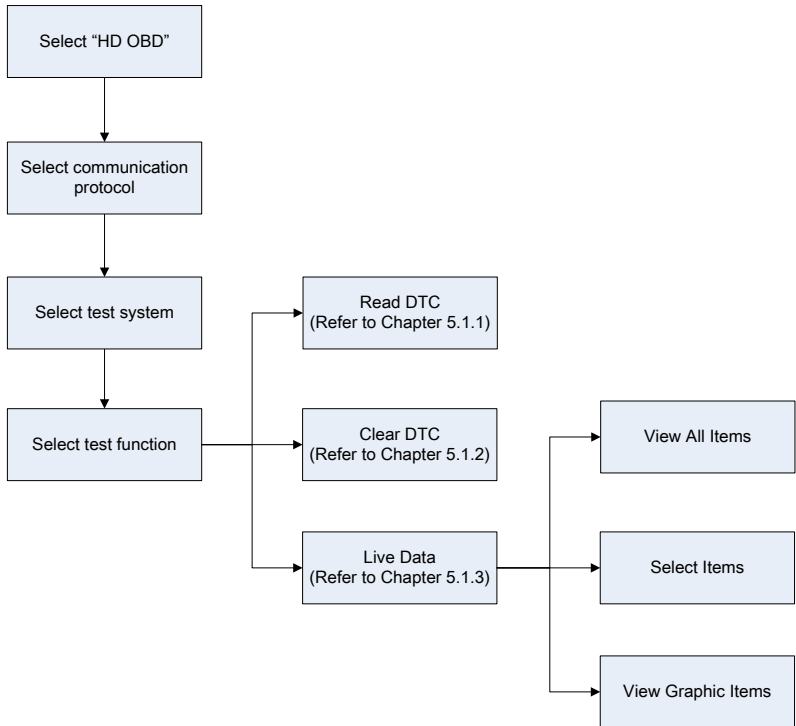 Select “HD OBD”
Select communication
protocol
Select test system
Select test function
Read DTC
(Refer to Chapter 5.1.1)
Clear DTC
(Refer to Chapter 5.1.2)
Live Data
(Refer to Chapter 5.1.3)
View All Items
Select Items
View Graphic Items